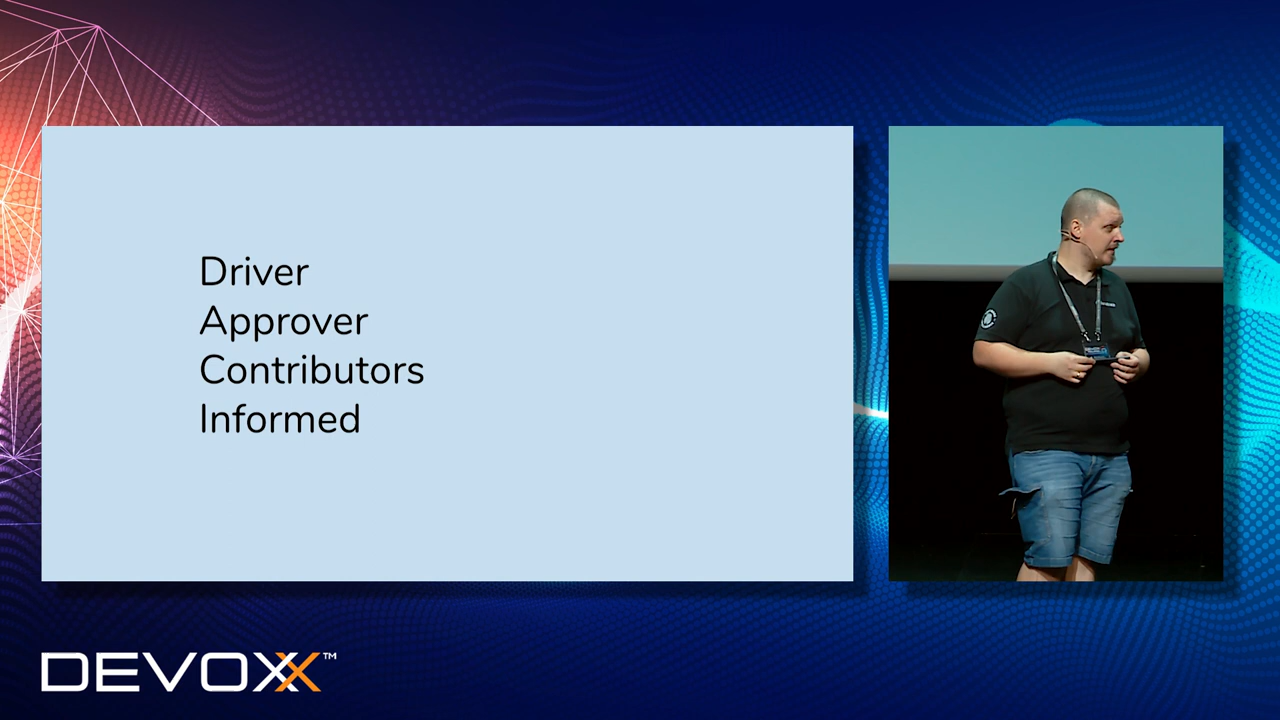 Driver
Approver
Contributors
Informed
DEVOXX™